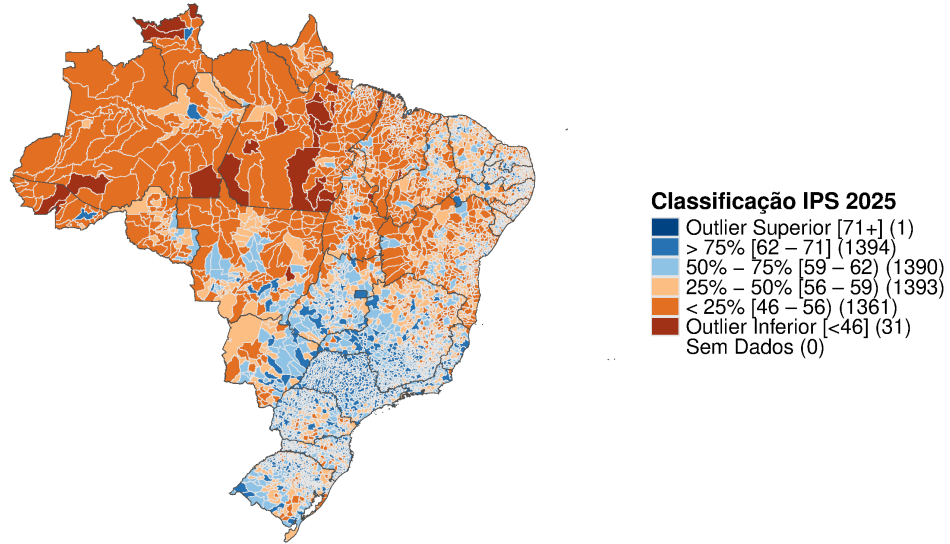 Classificação IPS 2025
Outlier Superior [71+] (1)
> 75% [62 – 71] (1394)
50% – 75% [59 – 62) (1390)
25% – 50% [56 – 59) (1393)
< 25% [46 – 56) (1361)
Outlier Inferior [<46] (31)
Sem Dados (0)